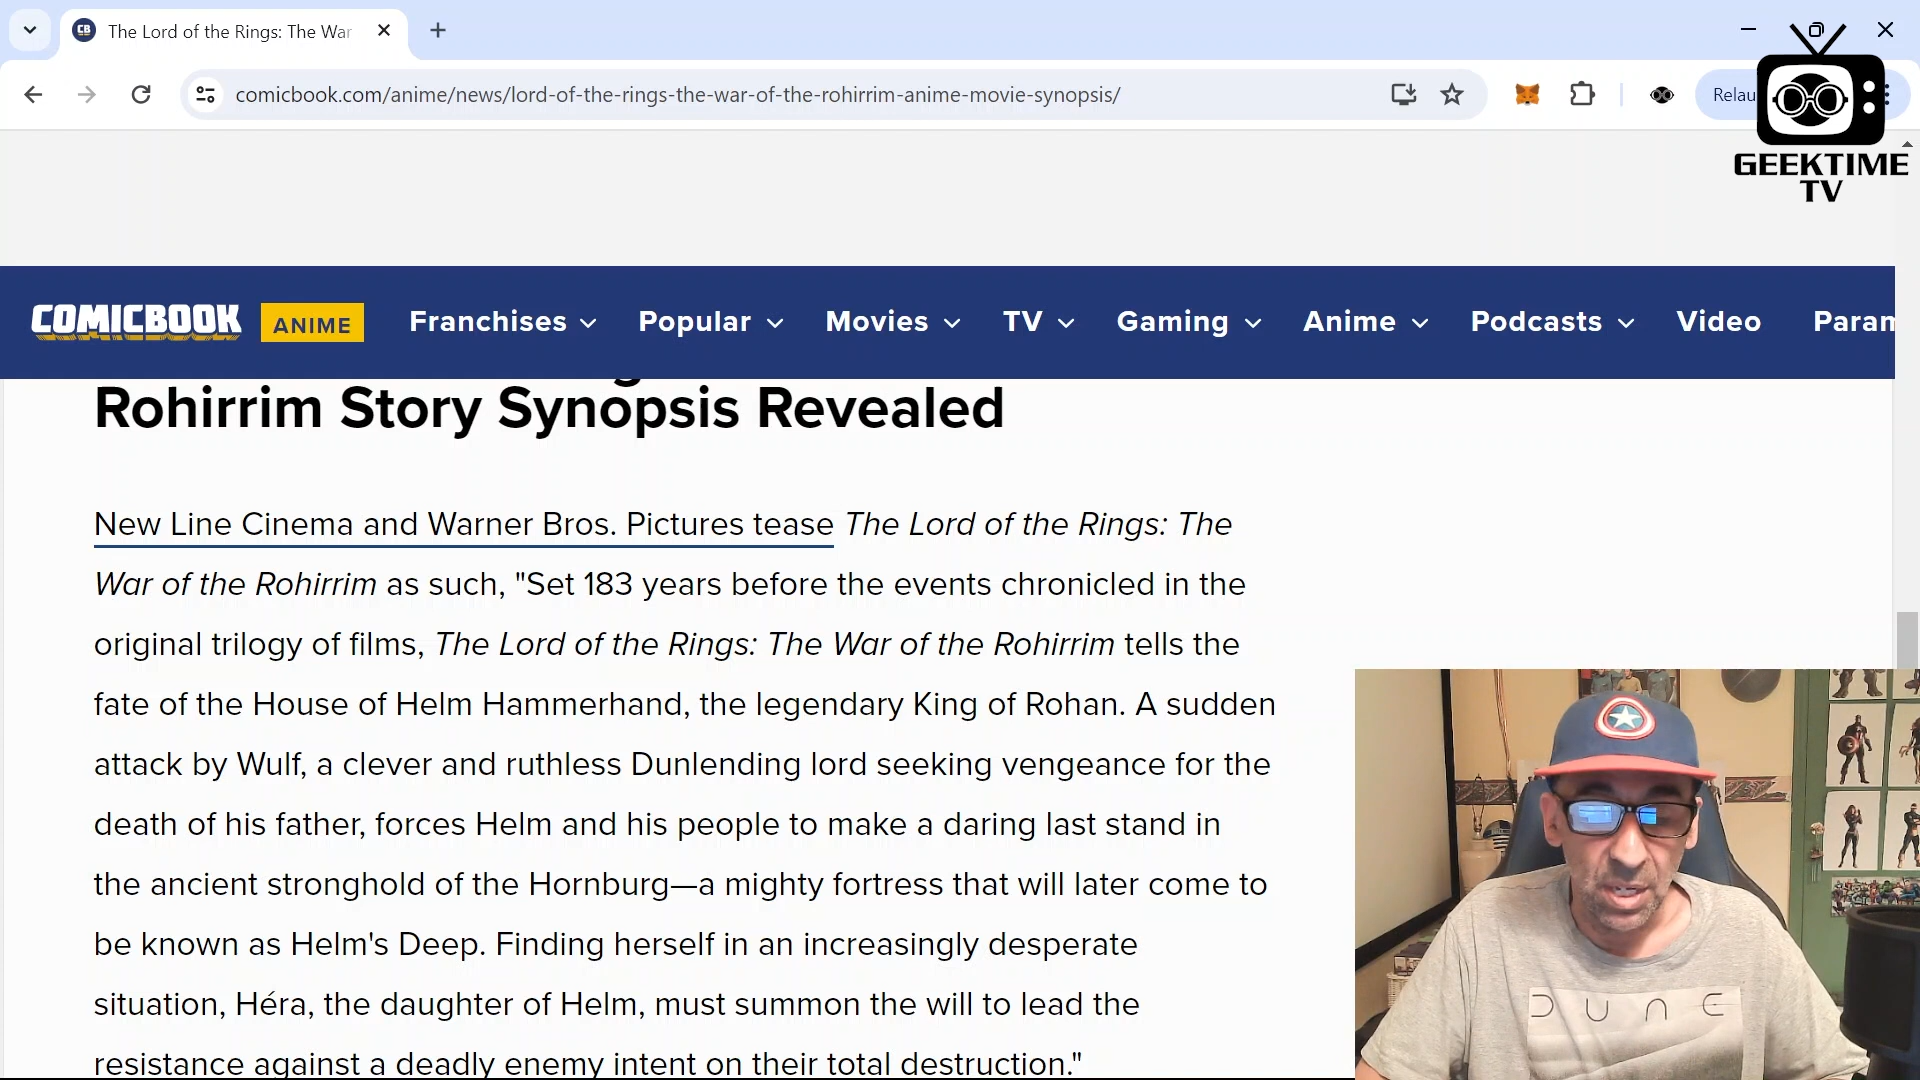 The Lord of the Rings: The War
comicbook.com/anime/news/lord-of-the-rings-the-war-of-the-rohirrim-anime-movie-synopsis/
Relau
GEEKTIME
TV
COMICBOOK
ANIME
Franchises
Popular
Movies
TV
Gaming
Anime
Podcasts
Video
Param
Rohirrim Story Synopsis Revealed
New Line Cinema and Warner Bros. Pictures tease The Lord of the Rings: The
War of the Rohirrim as such, "Set 183 years before the events chronicled in the
original trilogy of films, The Lord of the Rings: The War of the Rohirrim tells the
fate of the House of Helm Hammerhand, the legendary King of Rohan. A sudden
attack by Wulf, a clever and ruthless Dunlending lord seeking vengeance for the
death of his father, forces Helm and his people to make a daring last stand in
the ancient stronghold of the Hornburg—a mighty fortress that will later come to
be known as Helm's Deep. Finding herself in an increasingly desperate
situation, Héra, the daughter of Helm, must summon the will to lead the
resistance against a deadly enemy intent on their total destruction."
DUNE